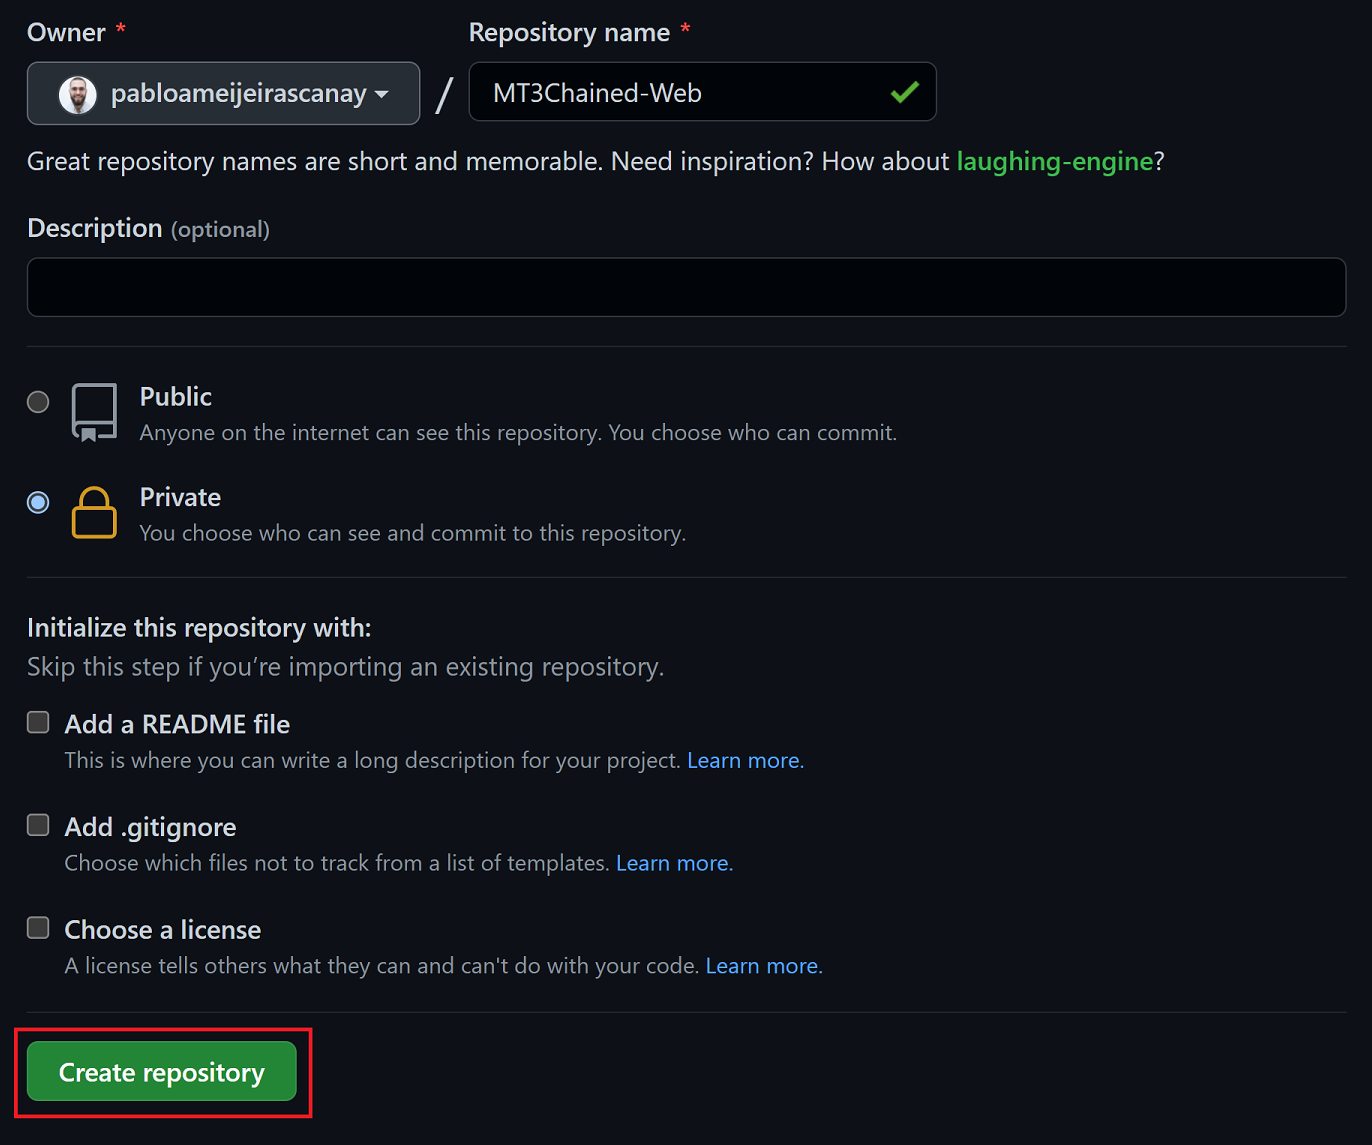 Owner *
Repository name *
pabloameijeirascanay
/
MT3Chained-Web
Great repository names are short and memorable. Need inspiration? How about laughing-engine?
Description (optional)
Public
Anyone on the internet can see this repository. You choose who can commit.
Private
You choose who can see and commit to this repository.
Initialize this repository with:
Skip this step if you’re importing an existing repository.
Add a README file
This is where you can write a long description for your project. Learn more.
Add .gitignore
Choose which files not to track from a list of templates. Learn more.
Choose a license
A license tells others what they can and can't do with your code. Learn more.
Create repository